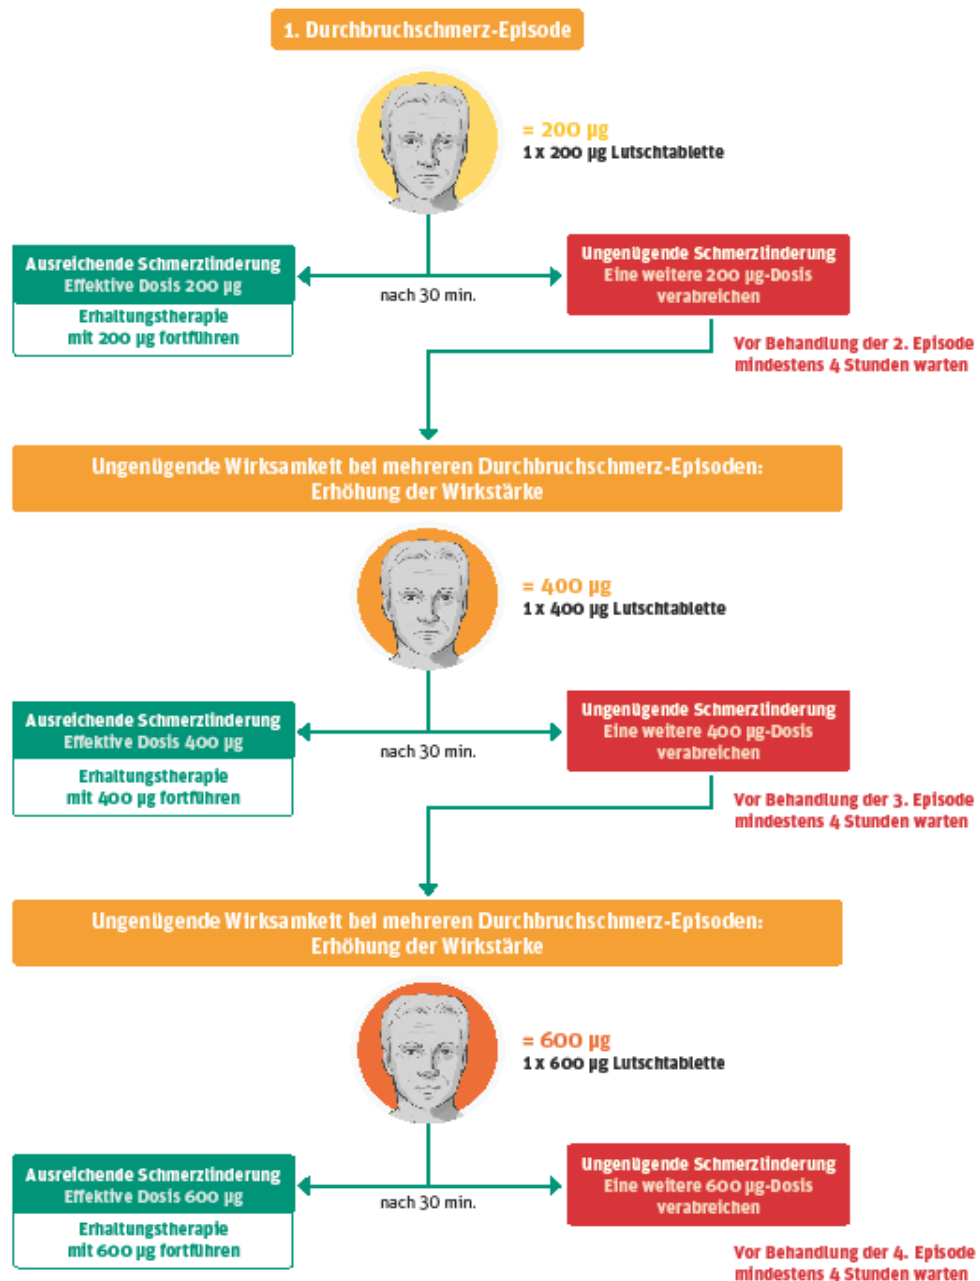 1. Durchbruchschmerz-Episode
= 200 µg
1 x 200 µg Lutschtablette
Ausreichende Schmerzlinderung
Effektive Dosis 200 µg
Erhaltungstherapie
mit 200 µg fortführen
nach 30 min.
Ungenügende Schmerzlinderung
Eine weitere 200 µg-Dosis
verabreichen
Vor Behandlung der 2. Episode
mindestens 4 Stunden warten
Ungenügende Wirksamkeit bei mehreren Durchbruchschmerz-Episoden:
Erhöhung der Wirkstärke
= 400 µg
1 x 400 µg Lutschtablette
Ausreichende Schmerzlinderung
Effektive Dosis 400 µg
Erhaltungstherapie
mit 400 µg fortführen
nach 30 min.
Ungenügende Schmerzlinderung
Eine weitere 400 µg-Dosis
verabreichen
Vor Behandlung der 3. Episode
mindestens 4 Stunden warten
Ungenügende Wirksamkeit bei mehreren Durchbruchschmerz-Episoden:
Erhöhung der Wirkstärke
= 600 µg
1 x 600 µg Lutschtablette
Ausreichende Schmerzlinderung
Effektive Dosis 600 µg
Erhaltungstherapie
mit 600 µg fortführen
nach 30 min.
Ungenügende Schmerzlinderung
Eine weitere 600 µg-Dosis
verabreichen
Vor Behandlung der 4. Episode
mindestens 4 Stunden warten